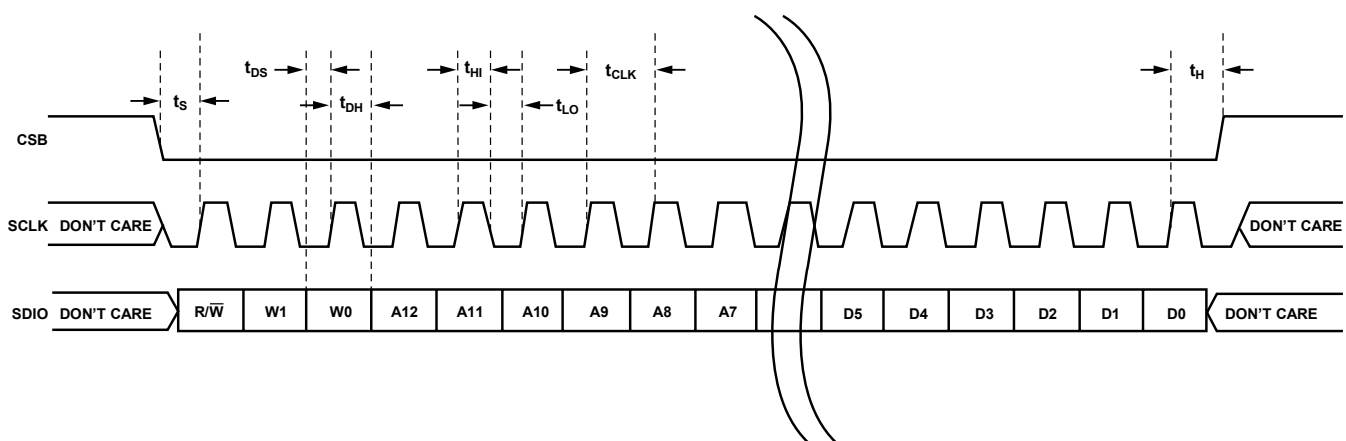 tDS tHI tCLK tH
tS tDH tLO
CSB
SCLK DON'T CARE DON'T CARE
SDIO DON'T CARE R/W̅ W1 W0 A12 A11 A10 A9 A8 A7 D5 D4 D3 D2 D1 D0 DON'T CARE